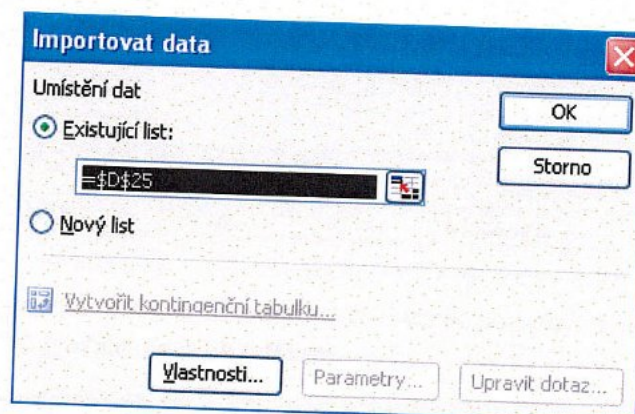 Importovat data
Umístění dat
Existující list:
=$D$25
Nový list
OK
Storno
Vytvořit kontingenční tabulku...
Vlastnosti...
Parametry...
Upravit dotaz...